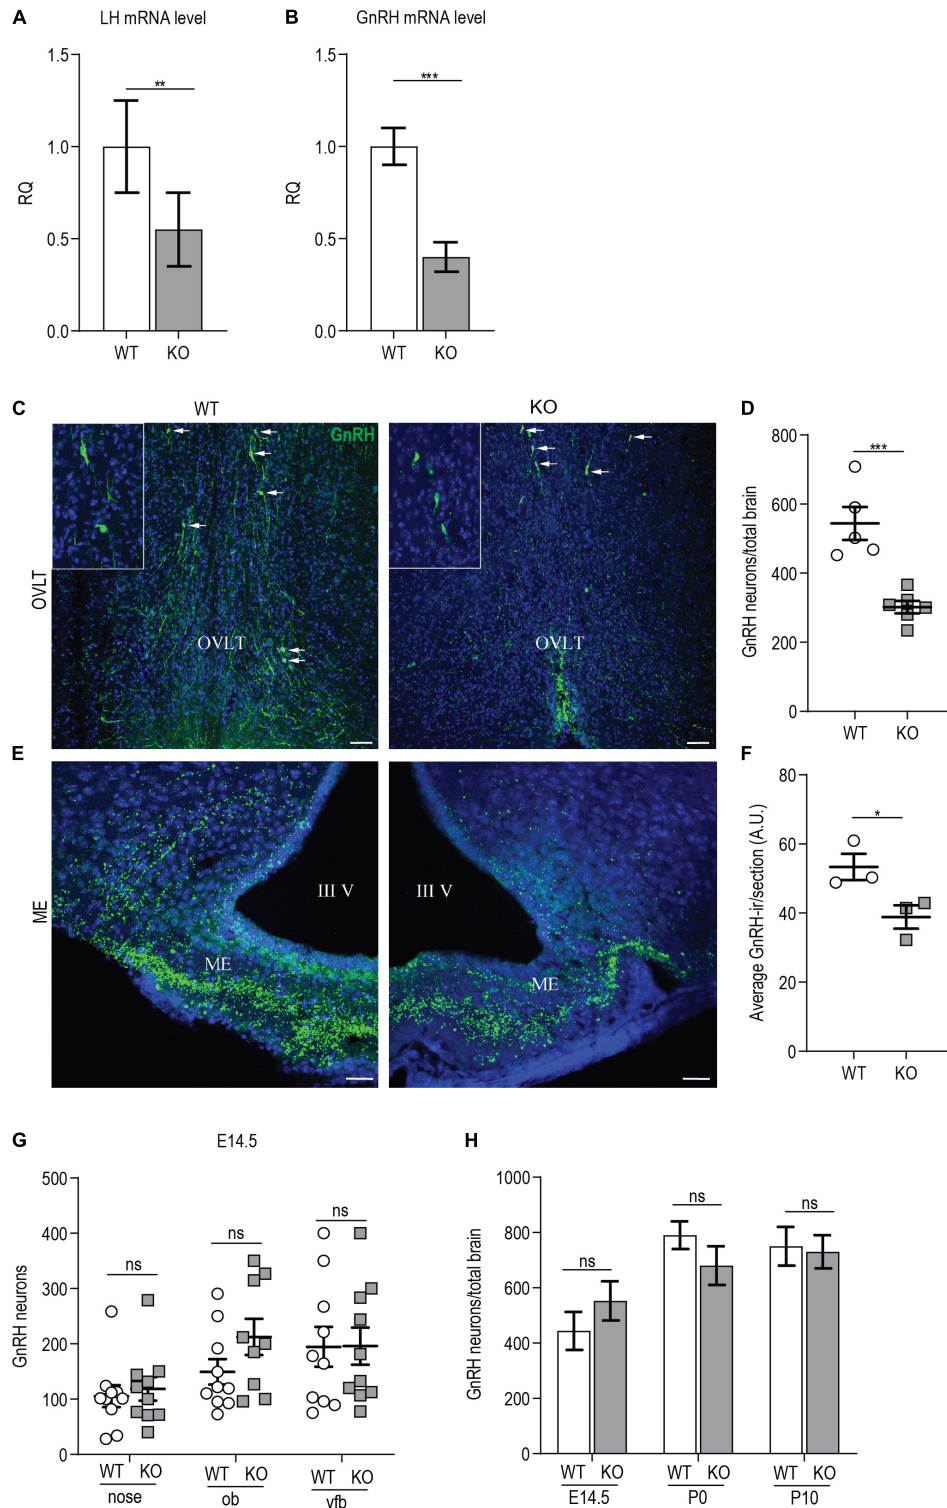 A LH mRNA level
RQ
1.5
1.0
0.5
0.0
**
WT KO
B GnRH mRNA level
RQ
1.5
1.0
0.5
0.0
***
WT KO
C WT KO
OVLT
GnRH
OVLT
OVLT
D
GnRH neurons/total brain
800
600
400
200
0
***
WT KO
E
ME
III V
ME
III V
ME
F
Average GnRH-ir/section (A.U.)
80
60
40
20
0
*
WT KO
G E14.5
GnRH neurons
500
400
300
200
100
0
ns
ns
ns
WT KO WT KO WT KO
nose ob vfb
H
GnRH neurons/total brain
1000
800
600
400
200
0
ns
ns
ns
WT KO WT KO WT KO
E14.5 P0 P10